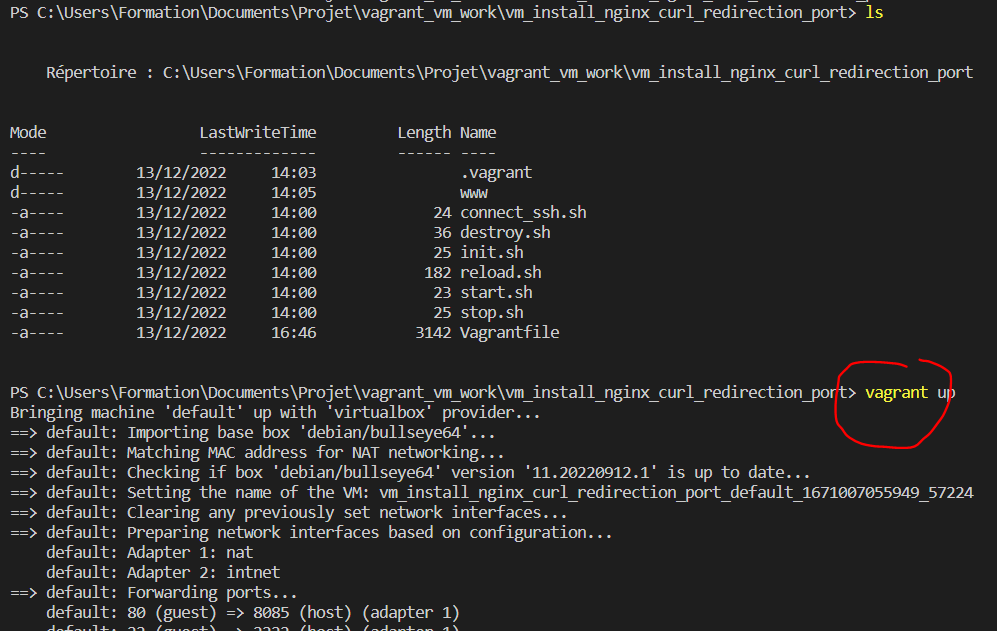 PS C:\Users\Formation\Documents\Projet\vagrant_vm_work\vm_install_nginx_curl_redirection_port> ls
Répertoire : C:\Users\Formation\Documents\Projet\vagrant_vm_work\vm_install_nginx_curl_redirection_port
Mode                 LastWriteTime         Length Name
----                 -------------         ------ ----
d-----        13/12/2022     14:03                .vagrant
d-----        13/12/2022     14:05                www
-a----        13/12/2022     14:00             24 connect_ssh.sh
-a----        13/12/2022     14:00             36 destroy.sh
-a----        13/12/2022     14:00             25 init.sh
-a----        13/12/2022     14:00            182 reload.sh
-a----        13/12/2022     14:00             23 start.sh
-a----        13/12/2022     14:00             25 stop.sh
-a----        13/12/2022     16:46           3142 Vagrantfile
PS C:\Users\Formation\Documents\Projet\vagrant_vm_work\vm_install_nginx_curl_redirection_port> vagrant up
Bringing machine 'default' up with 'virtualbox' provider...
==> default: Importing base box 'debian/bullseye64'...
==> default: Matching MAC address for NAT networking...
==> default: Checking if box 'debian/bullseye64' version '11.20220912.1' is up to date...
==> default: Setting the name of the VM: vm_install_nginx_curl_redirection_port_default_1671007055949_57224
==> default: Clearing any previously set network interfaces...
==> default: Preparing network interfaces based on configuration...
    default: Adapter 1: nat
    default: Adapter 2: intnet
==> default: Forwarding ports...
    default: 80 (guest) => 8085 (host) (adapter 1)
    default: 22 (guest) => 2222 (host) (adapter 1)